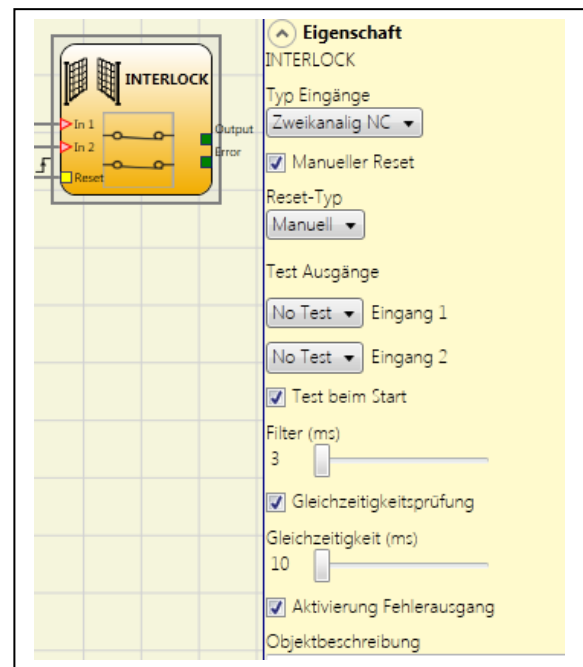 INTERLOCK
In 1
In 2
Reset
Output
Error
Eigenschaft
INTERLOCK
Typ Eingänge
Zweikanalig NC
Manueller Reset
Reset-Typ
Manuell
Test Ausgänge
No Test Eingang 1
No Test Eingang 2
Test beim Start
Filter (ms)
3
Gleichzeitigkeitsprüfung
Gleichzeitigkeit (ms)
10
Aktivierung Fehlerausgang
Objektbeschreibung